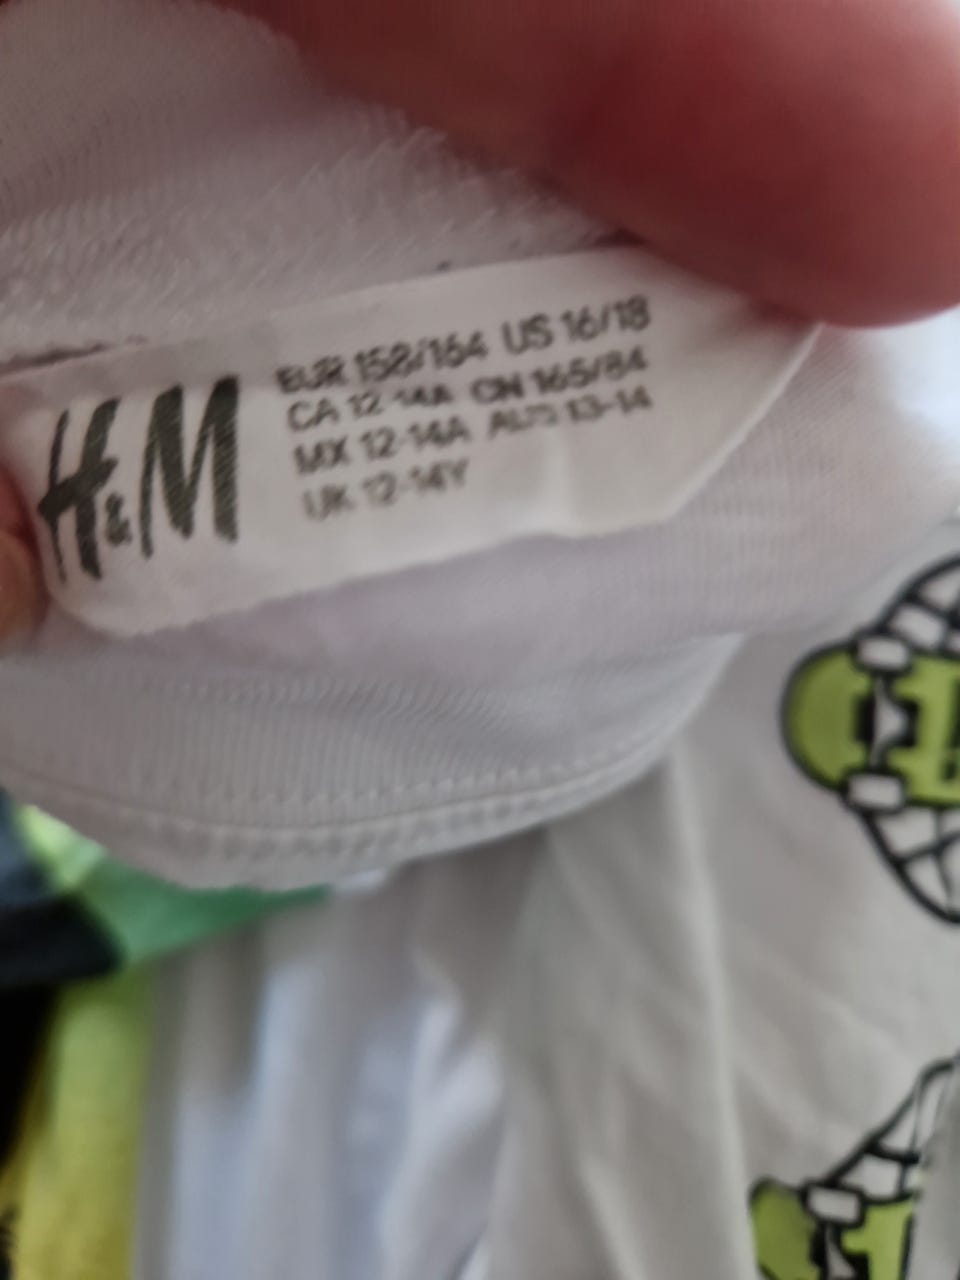 H&M
EUR 158/164 US 16/18
CA 12-14A CN 165/84
MX 12-14A AUS 13-14
UK 12-14Y